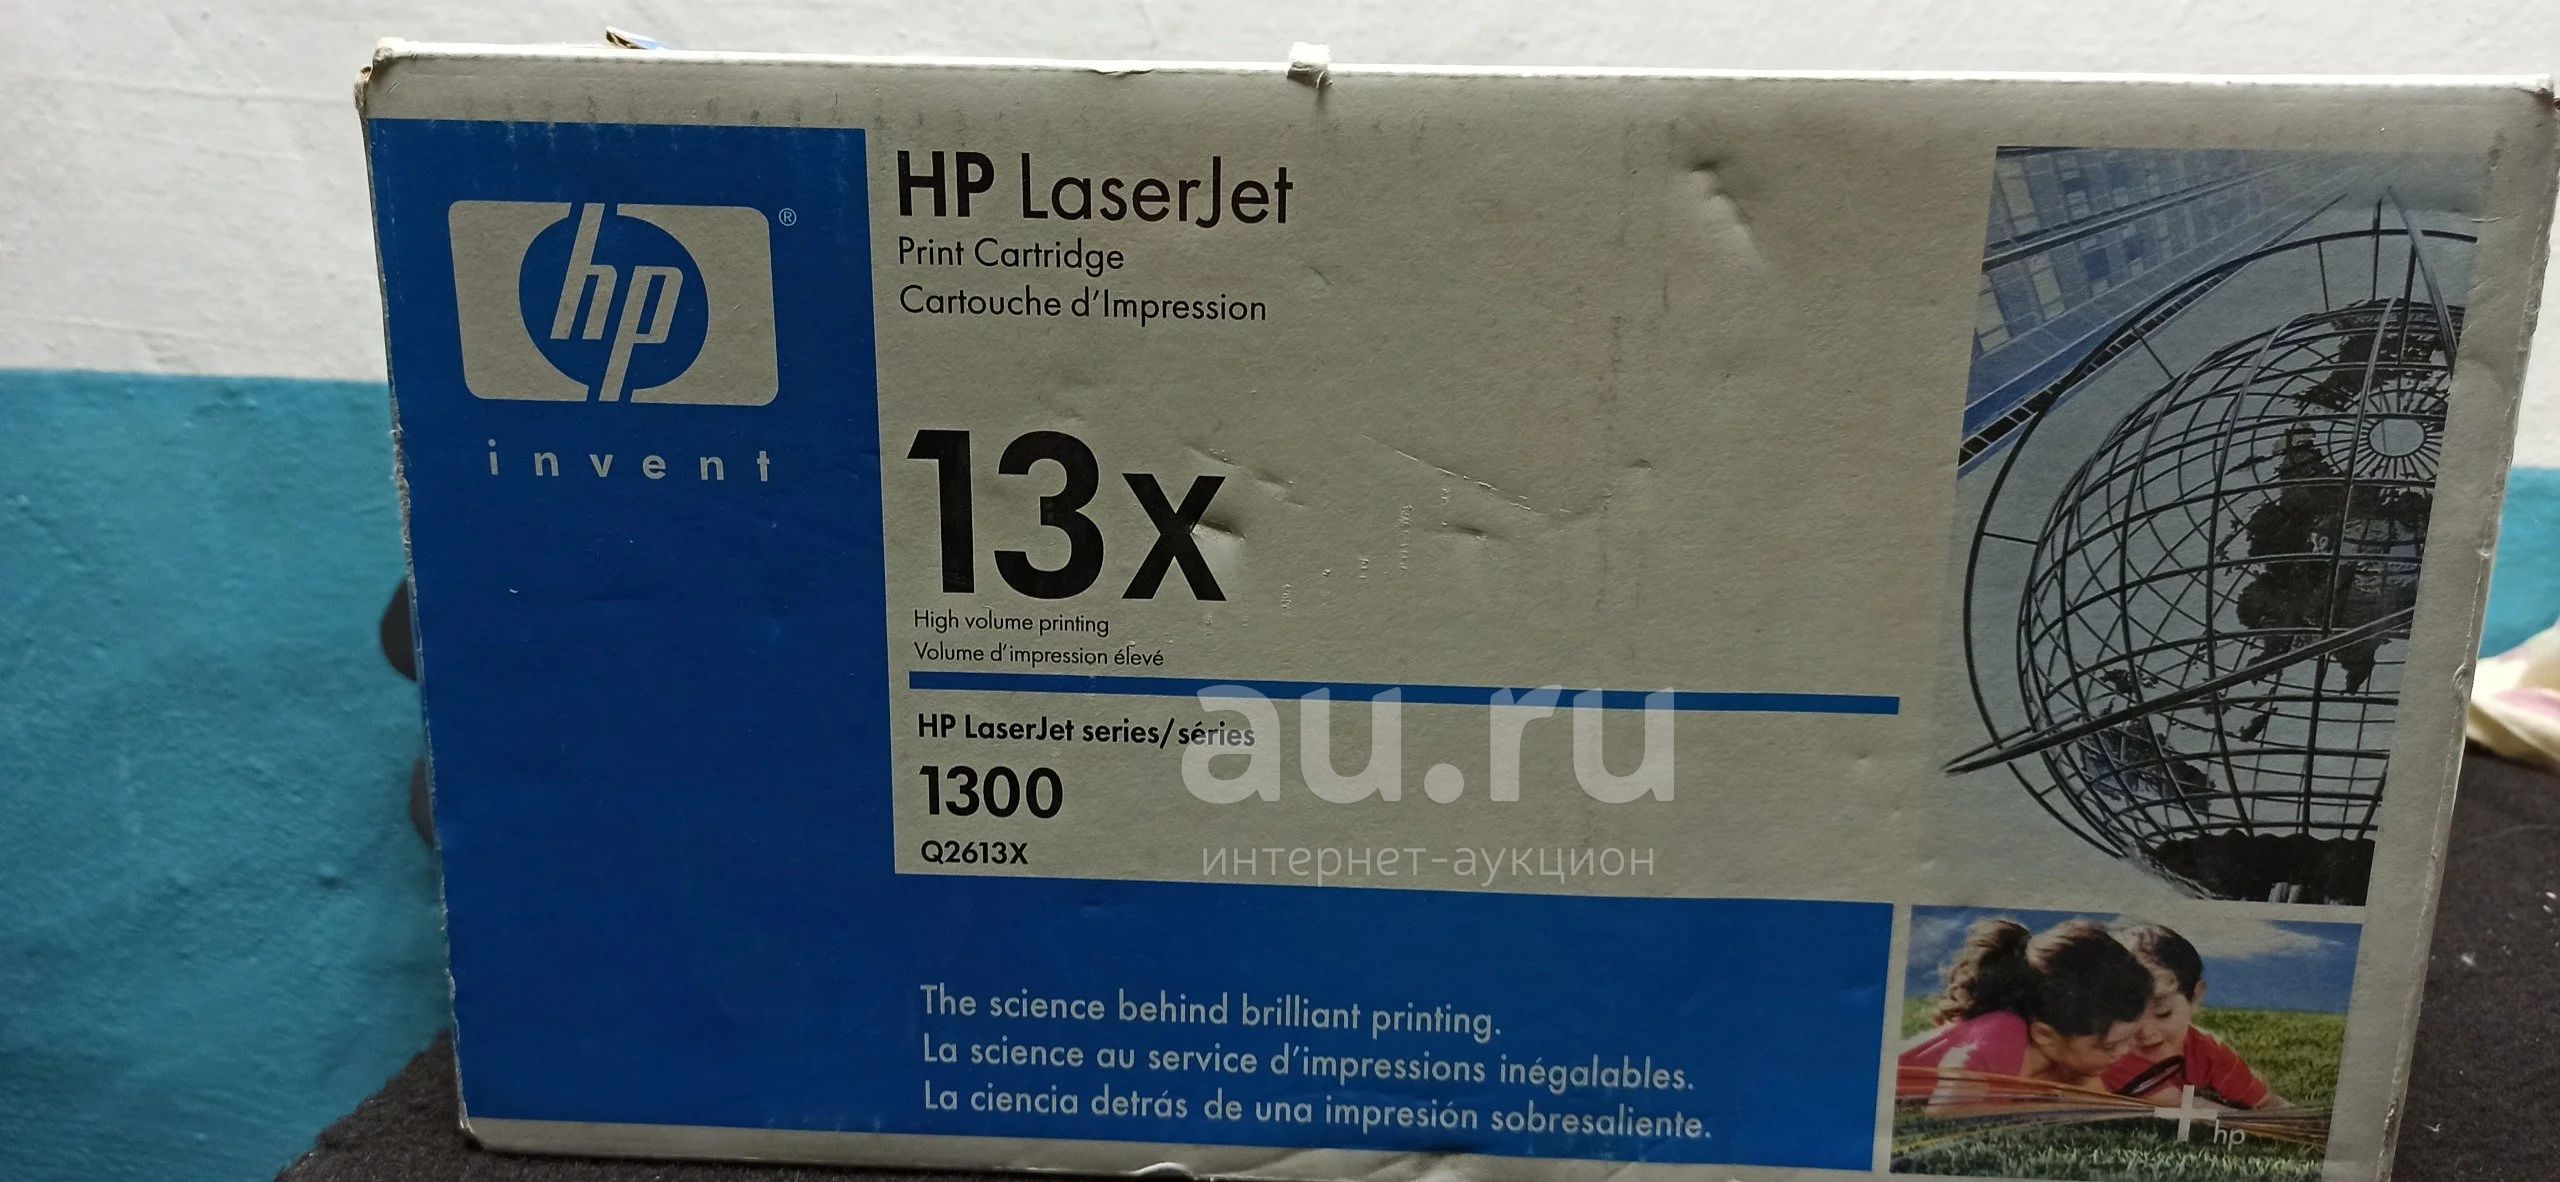 hp ®
invent
HP LaserJet
Print Cartridge
Cartouche d'Impression
13X
High volume printing
Volume d'impression élevé
HP LaserJet series/séries
1300
Q2613X
au.ru
интернет-аукцион
The science behind brilliant printing.
La science au service d'impressions inégalables.
La ciencia detrás de una impresión sobresaliente.
+
hp